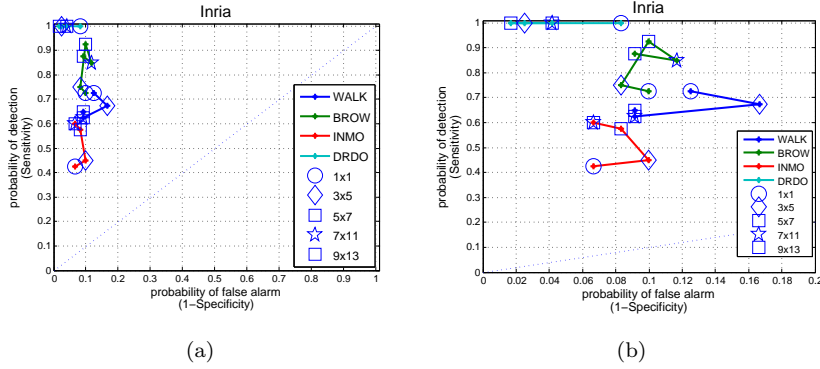 Inria
1
0.9
0.8
0.7
0.6
0.5
0.4
0.3
0.2
0.1
0
probability of detection
(Sensitivity)
WALK
BROW
INMO
DRDO
1x1
3x5
5x7
7x11
9x13
0 0.1 0.2 0.3 0.4 0.5 0.6 0.7 0.8 0.9 1
probability of false alarm
(1−Specificity)
(a)
Inria
1
0.9
0.8
0.7
0.6
0.5
0.4
0.3
0.2
0.1
0
probability of detection
(Sensitivity)
WALK
BROW
INMO
DRDO
1x1
3x5
5x7
7x11
9x13
0 0.02 0.04 0.06 0.08 0.1 0.12 0.14 0.16 0.18 0.2
probability of false alarm
(1−Specificity)
(b)